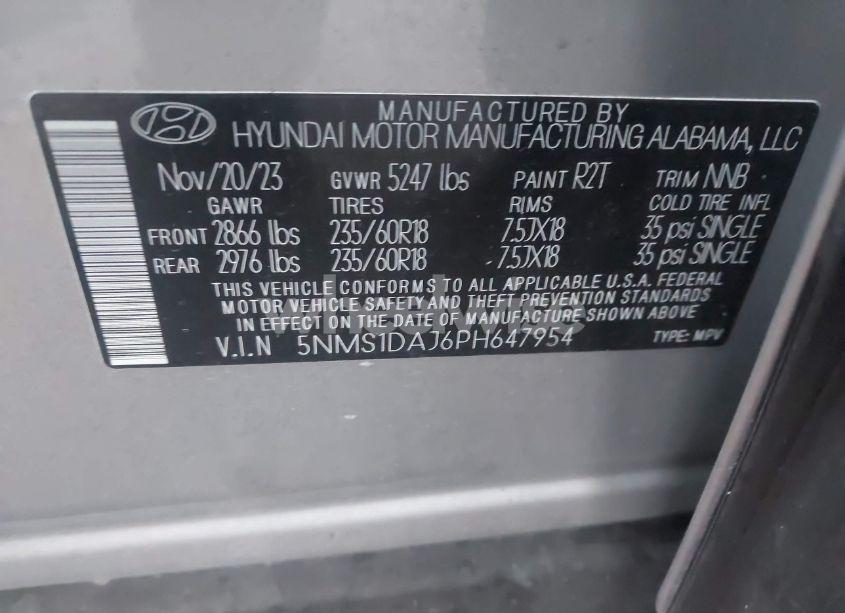 MANUFACTURED BY
HYUNDAI MOTOR MANUFACTURING ALABAMA, LLC
Nov/20/23 GVWR 5247 lbs PAINT R2T TRIM NNB
GAWR TIRES RIMS COLD TIRE INFL
FRONT 2866 lbs 235/60R18 7.5JX18 35 psi SINGLE
REAR 2976 lbs 235/60R18 7.5JX18 35 psi SINGLE
THIS VEHICLE CONFORMS TO ALL APPLICABLE U.S.A. FEDERAL
MOTOR VEHICLE SAFETY AND THEFT PREVENTION STANDARDS
IN EFFECT ON THE DATE OF MANUFACTURE SHOWN ABOVE
V.I.N 5NMS1DAJ6PH647954 TYPE: MPV